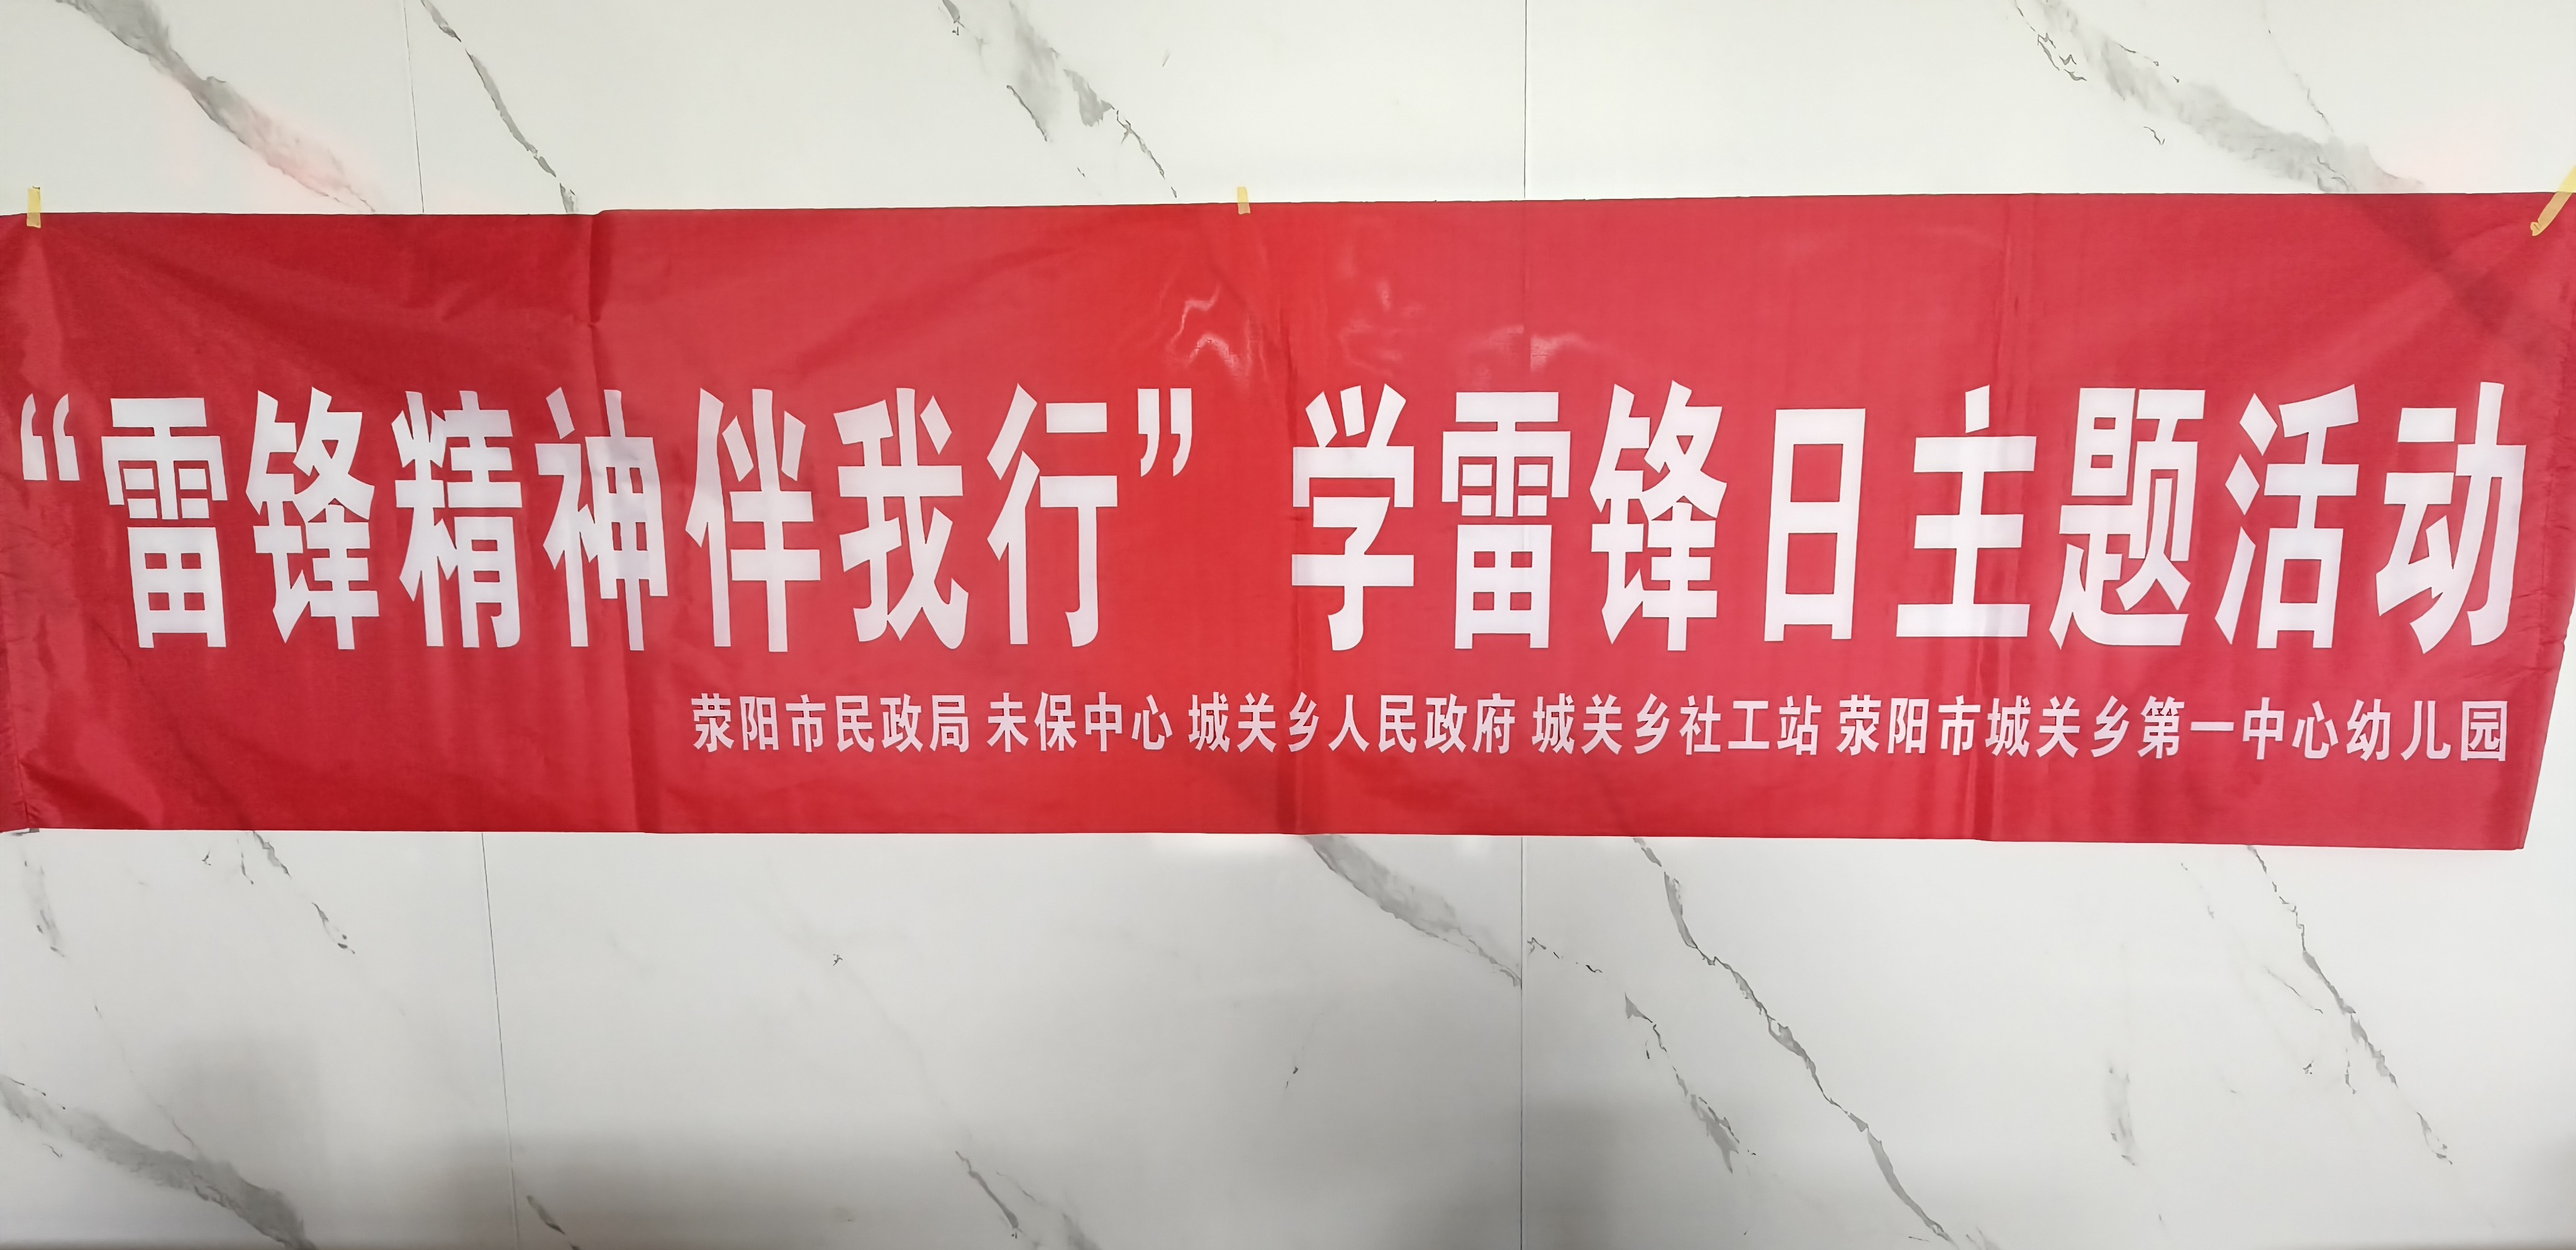 “雷锋精神伴我行” 学雷锋日主题活动
荥阳市民政局 未保中心 城关乡人民政府 城关乡社工站 荥阳市城关乡第一中心幼儿园